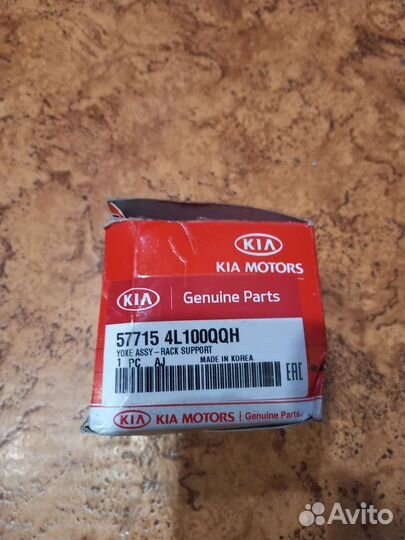 KIA
KIA MOTORS
KIA Genuine Parts
57715 4L100QQH
YOKE ASSY-RACK SUPPORT
1 PC AJ MADE IN KOREA
EAC
KIA KIA MOTORS Genuine Parts
Avito